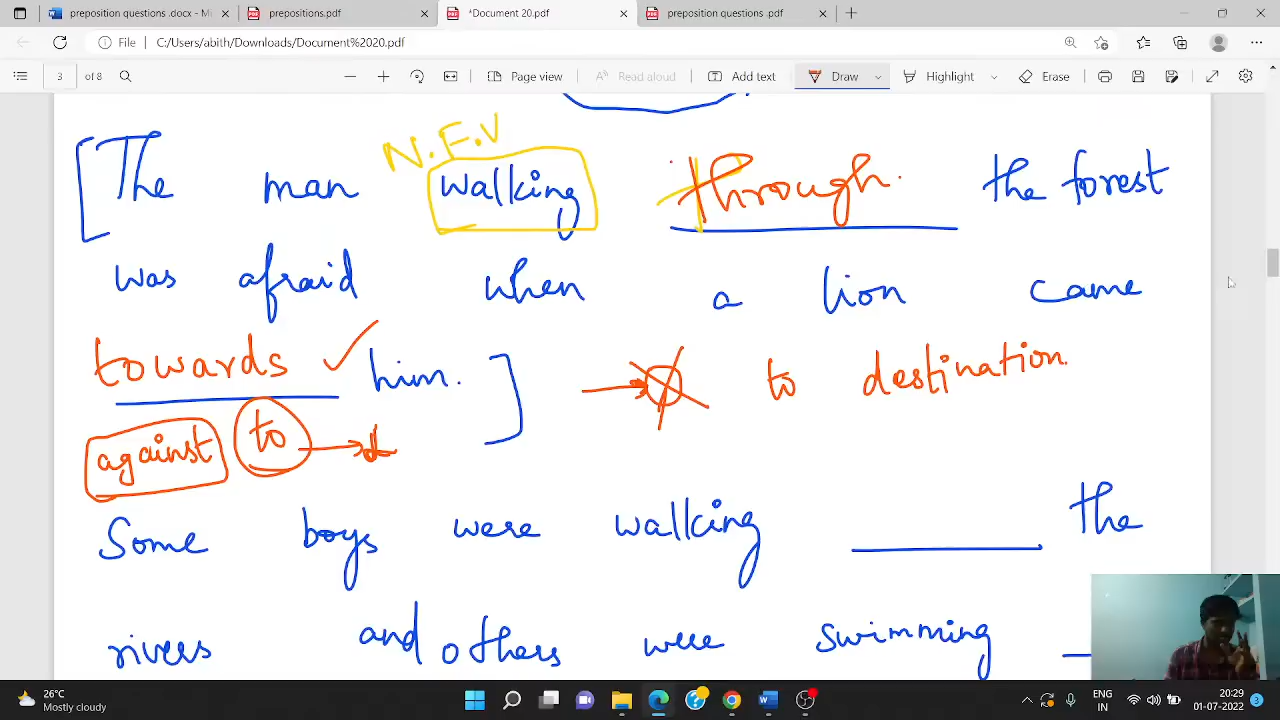 preposition questions .docx - Mi
prepositions.pdf
*Document 20.pdf
preposition questions .pdf
File
C:/Users/abith/Downloads/Document%2020.pdf
3 of 8
Page view
Read aloud
Add text
Draw
Highlight
Erase
N.F.V
The man walking through the forest
was afraid when a lion came
towards him. to destination.
against to
Some boys were walking the
rivers and others were swimming
26°C
Mostly cloudy
ENG
IN
20:29
01-07-2022